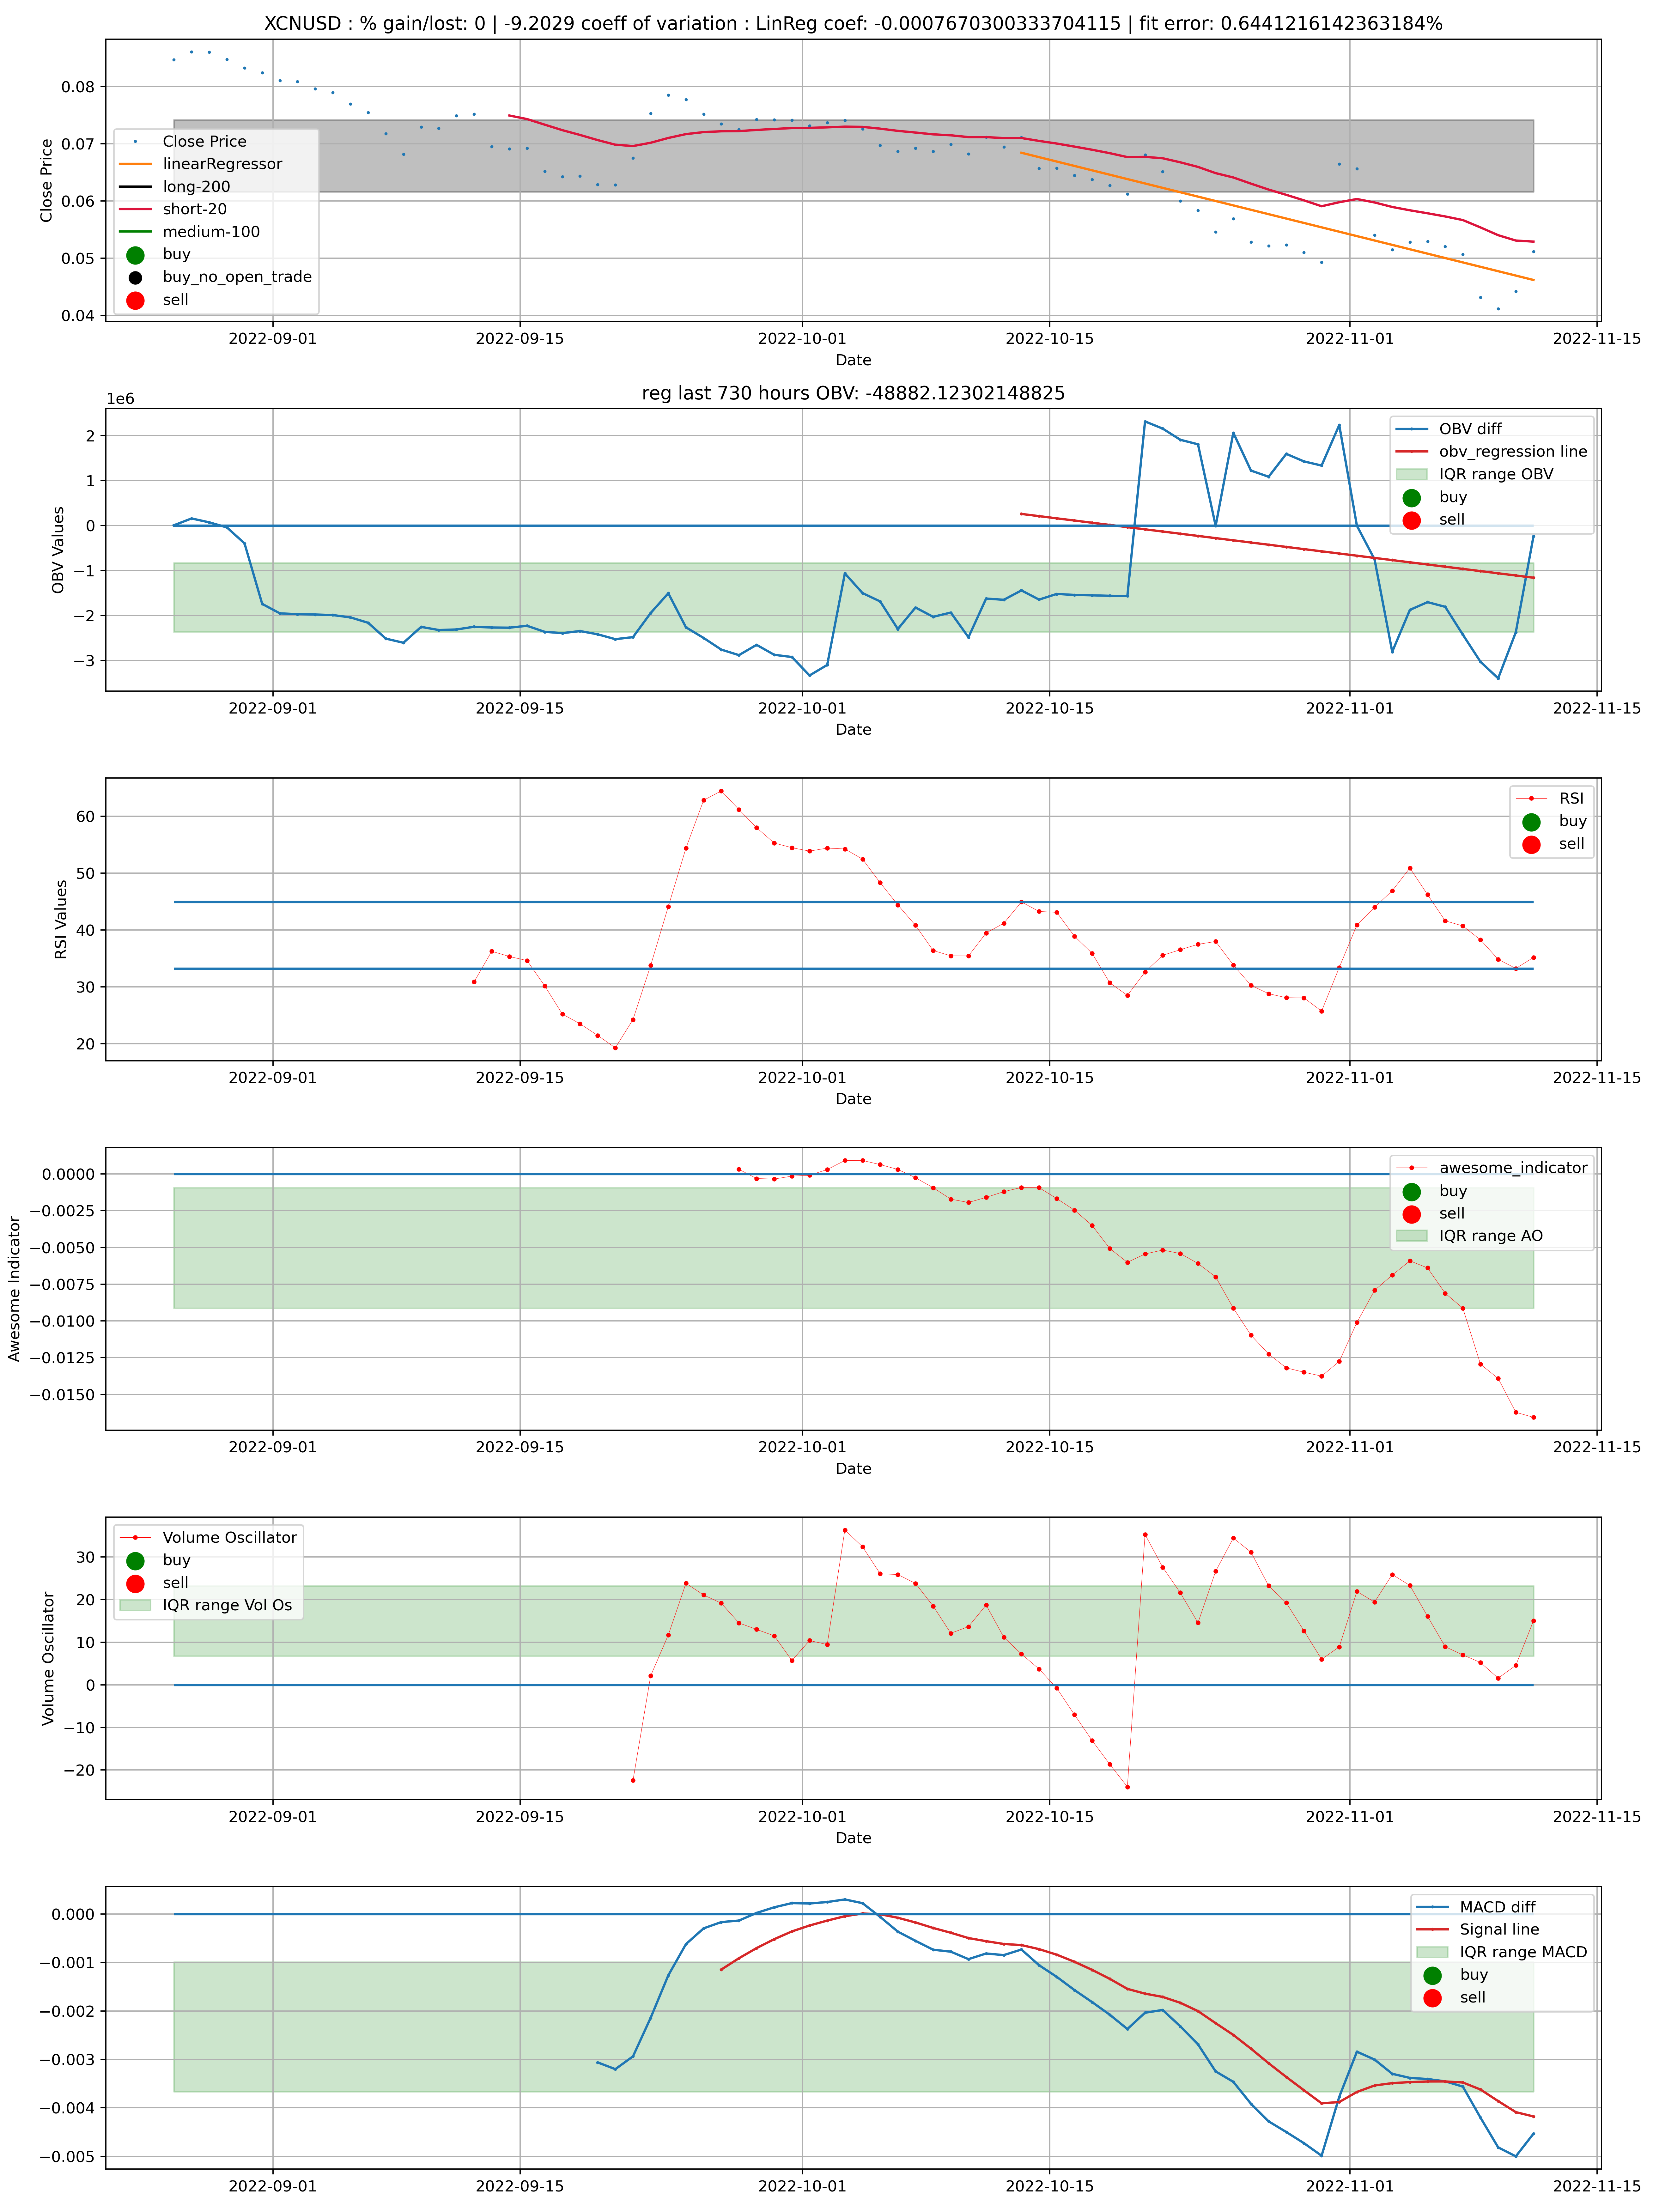 XCNUSD : % gain/lost: 0 | -9.2029 coeff of variation : LinReg coef: -0.0007670300333704115 | fit error: 0.6441216142363184%
Close Price
0.08
0.07
0.06
0.05
0.04
Close Price
linearRegressor
long-200
short-20
medium-100
buy
buy_no_open_trade
sell
2022-09-01 2022-09-15 2022-10-01 2022-10-15 2022-11-01 2022-11-15
Date
reg last 730 hours OBV: -48882.12302148825
1e6
OBV Values
2
1
0
−1
−2
−3
OBV diff
obv_regression line
IQR range OBV
buy
sell
2022-09-01 2022-09-15 2022-10-01 2022-10-15 2022-11-01 2022-11-15
Date
RSI Values
60
50
40
30
20
RSI
buy
sell
2022-09-01 2022-09-15 2022-10-01 2022-10-15 2022-11-01 2022-11-15
Date
Awesome Indicator
0.0000
−0.0025
−0.0050
−0.0075
−0.0100
−0.0125
−0.0150
awesome_indicator
buy
sell
IQR range AO
2022-09-01 2022-09-15 2022-10-01 2022-10-15 2022-11-01 2022-11-15
Date
Volume Oscillator
30
20
10
0
−10
−20
Volume Oscillator
buy
sell
IQR range Vol Os
2022-09-01 2022-09-15 2022-10-01 2022-10-15 2022-11-01 2022-11-15
Date
0.000
−0.001
−0.002
−0.003
−0.004
−0.005
MACD diff
Signal line
IQR range MACD
buy
sell
2022-09-01 2022-09-15 2022-10-01 2022-10-15 2022-11-01 2022-11-15